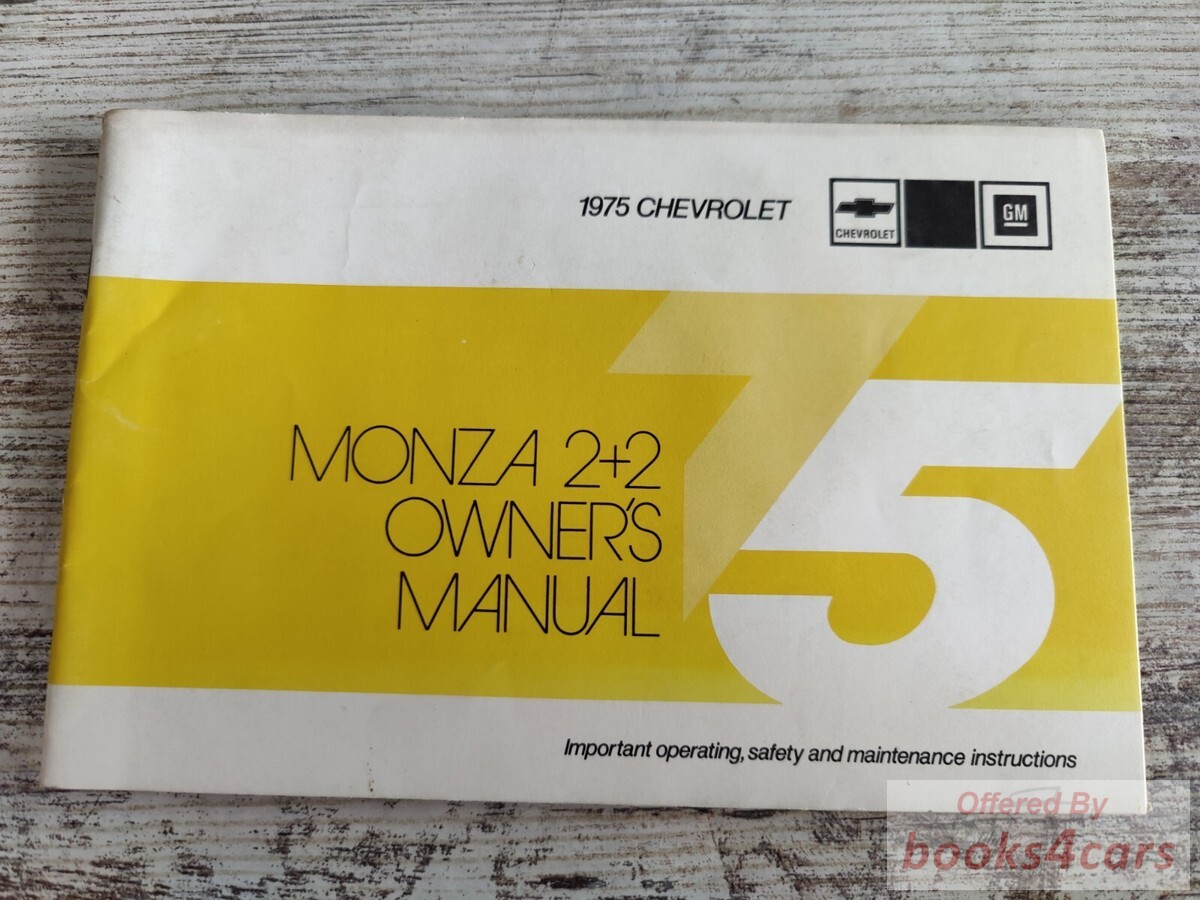 1975 CHEVROLET
CHEVROLET
GM
75
MONZA 2+2
OWNER'S
MANUAL
Important operating, safety and maintenance instructions
Offered By
books4cars